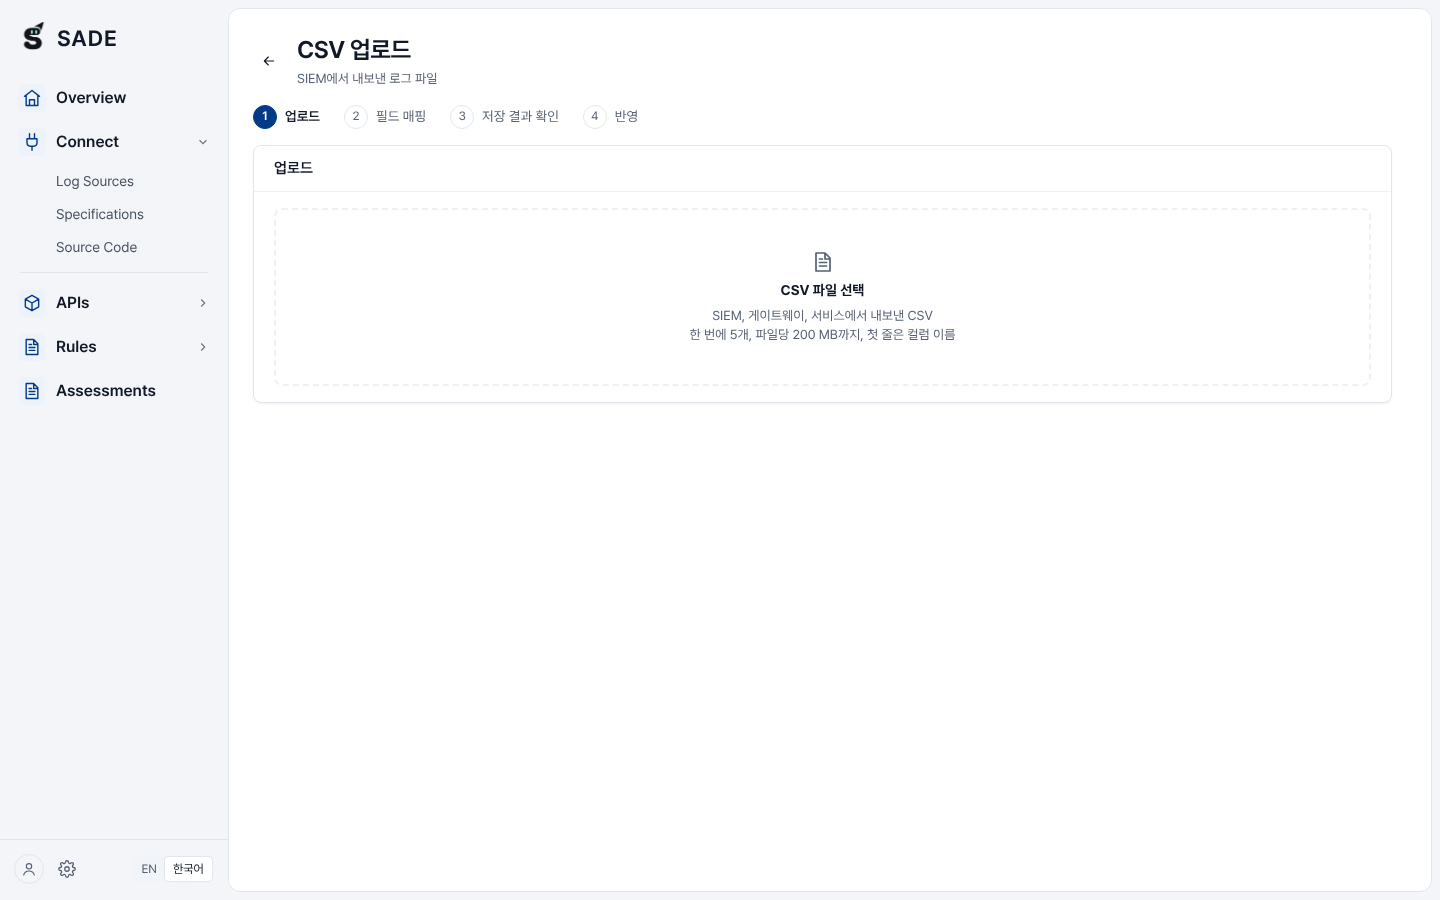 SADE
Overview
Connect
Log Sources
Specifications
Source Code
APIs
Rules
Assessments
EN
한국어
CSV 업로드
SIEM에서 내보낸 로그 파일
1 업로드
2 필드 매핑
3 저장 결과 확인
4 반영
업로드
CSV 파일 선택
SIEM, 게이트웨이, 서비스에서 내보낸 CSV
한 번에 5개, 파일당 200 MB까지, 첫 줄은 컬럼 이름